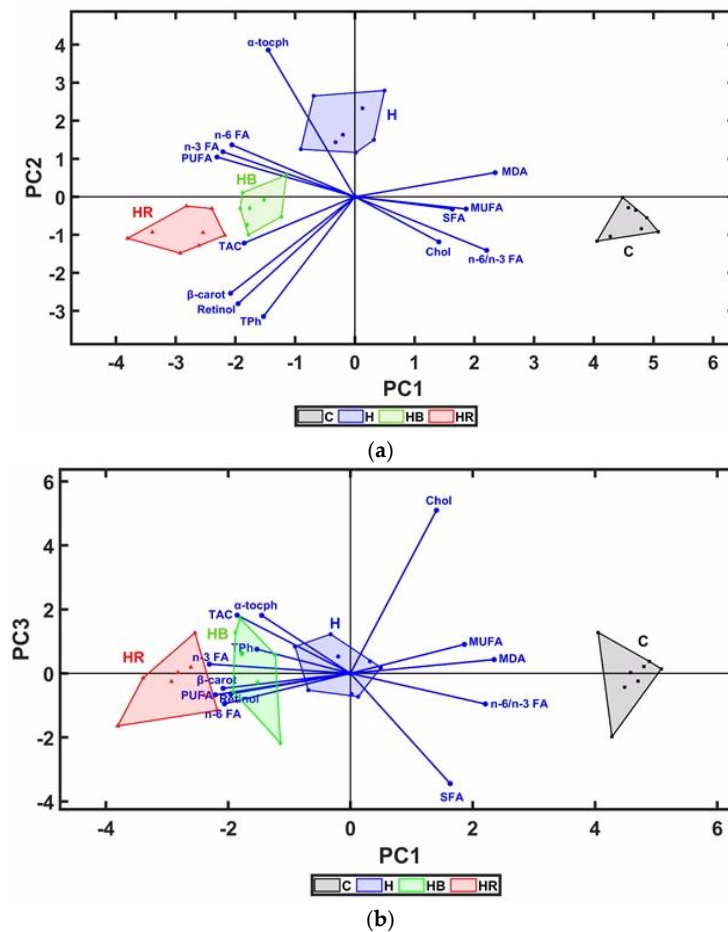 α-tocph
4
3
H
2
n-6 FA
n-3 FA
PUFA
1
HB
MDA
PC2
0
HR
MUFA
SFA
-1
TAC
Chol
n-6/n-3 FA
C
-2
β-carot
Retinol
-3
TPh
-4 -3 -2 -1 0 1 2 3 4 5 6
PC1
C H HB HR
(a)
6
Chol
4
2
TAC
α-tocph
H
HB
TPh
MUFA
C
HR
n-3 FA
MDA
PC3
0
β-carot
PUFA
Retinol
n-6 FA
n-6/n-3 FA
-2
SFA
-4
-4 -2 0 2 4 6
PC1
C H HB HR
(b)